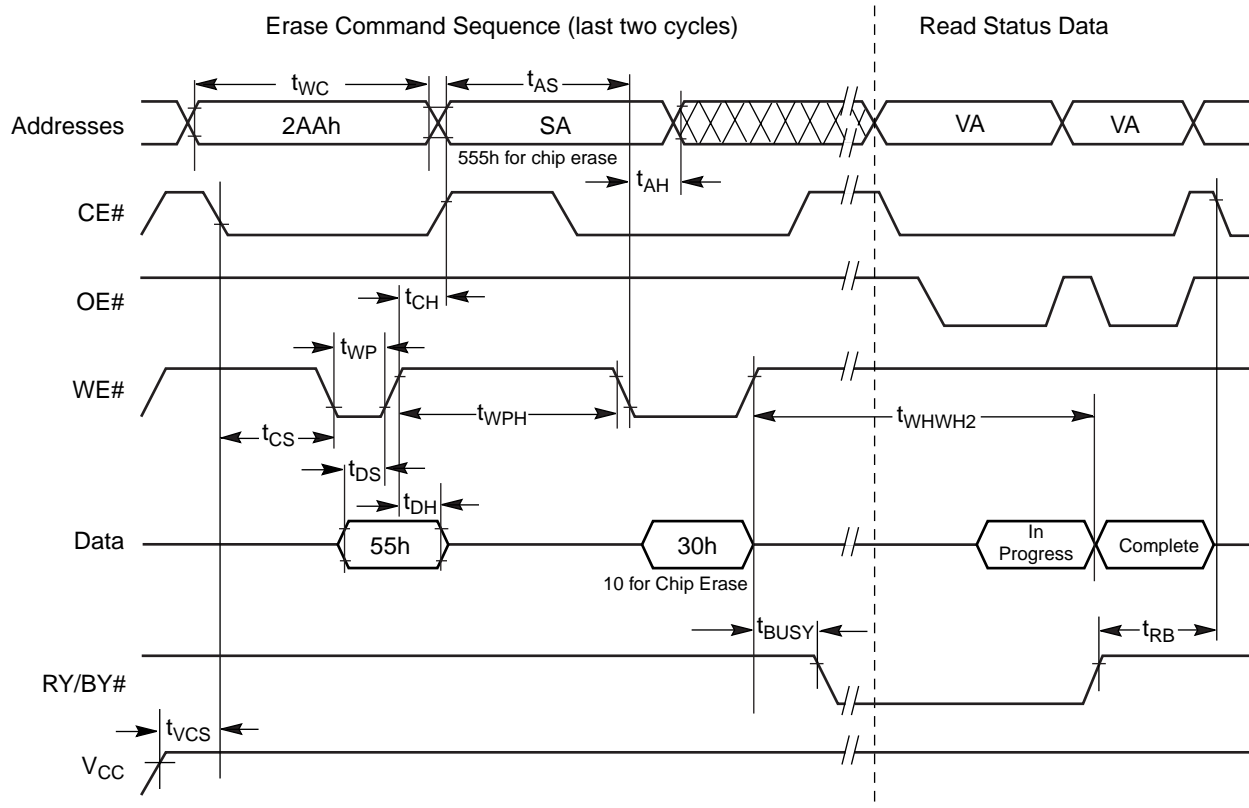 Erase Command Sequence (last two cycles)
Read Status Data
tWC
tAS
Addresses
2AAh
SA
VA
VA
555h for chip erase
tAH
CE#
OE#
tCH
tWP
WE#
tWPH
tWHWH2
tCS
tDS
tDH
Data
55h
30h
In
Progress
Complete
10 for Chip Erase
tBUSY
tRB
RY/BY#
tVCS
VCC